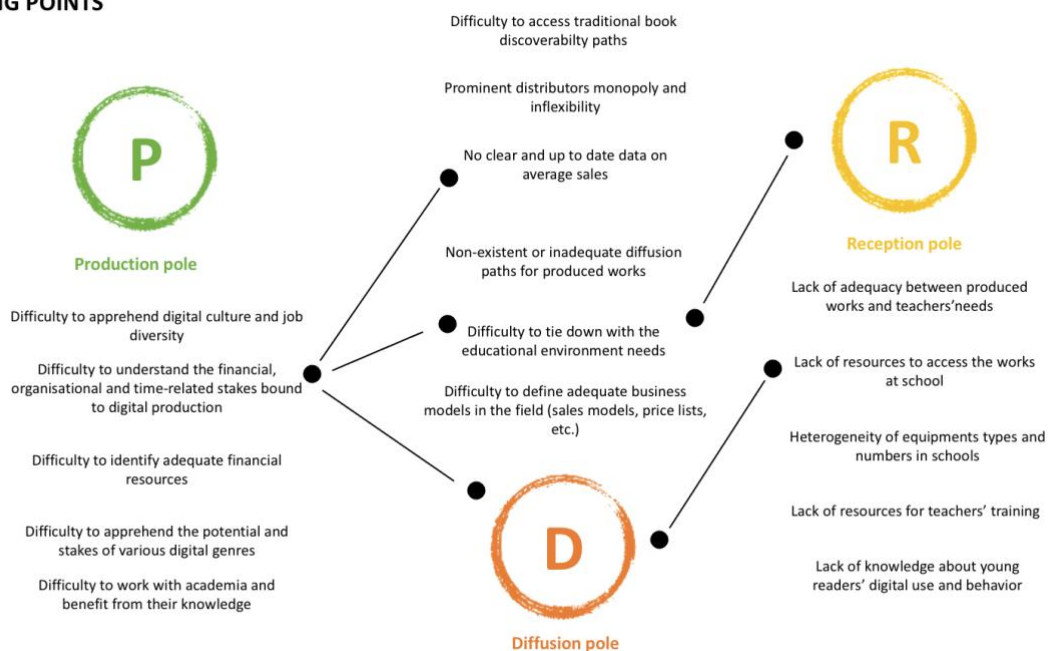 NG POINTS
P
Production pole
Difficulty to apprehend digital culture and job
diversity
Difficulty to understand the financial,
organisational and time-related stakes bound
to digital production
Difficulty to identify adequate financial
resources
Difficulty to apprehend the potential and
stakes of various digital genres
Difficulty to work with academia and
benefit from their knowledge
Difficulty to access traditional book
discoverabilty paths
Prominent distributors monopoly and
inflexibility
No clear and up to date data on
average sales
Non-existent or inadequate diffusion
paths for produced works
Difficulty to tie down with the
educational environment needs
Difficulty to define adequate business
models in the field (sales models, price lists,
etc.)
D
Diffusion pole
R
Reception pole
Lack of adequacy between produced
works and teachers'needs
Lack of resources to access the works
at school
Heterogeneity of equipments types and
numbers in schools
Lack of resources for teachers' training
Lack of knowledge about young
readers' digital use and behavior